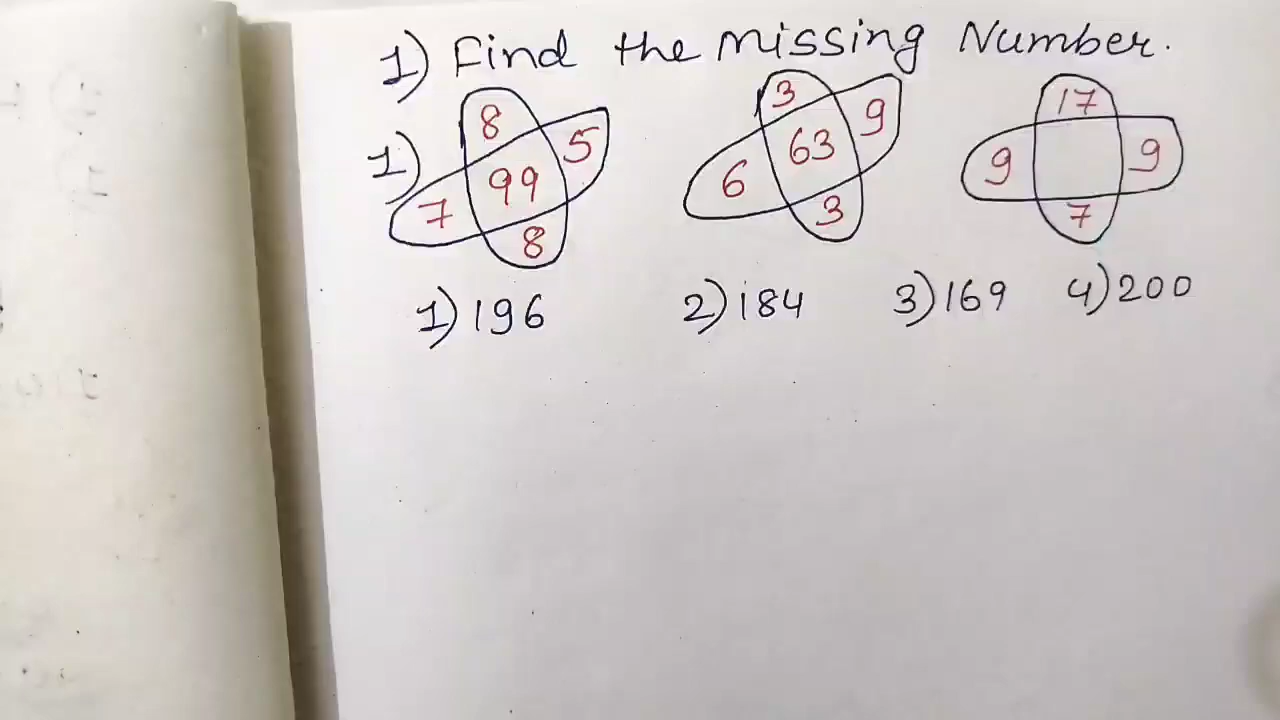 1) Find the missing Number.
1) 8 5 99 7 8 3 9 63 6 3 17 9 9 7
1) 196 2) 184 3) 169 4) 200